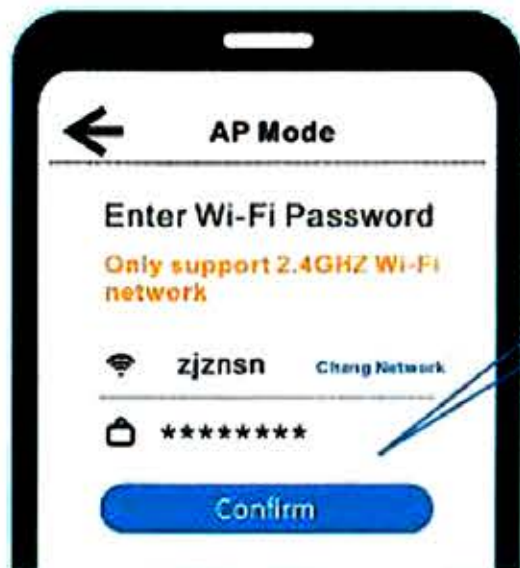 AP Mode
Enter Wi-Fi Password
Only support 2.4GHZ Wi-Fi
network
zjznsn Chang Network
********
Confirm